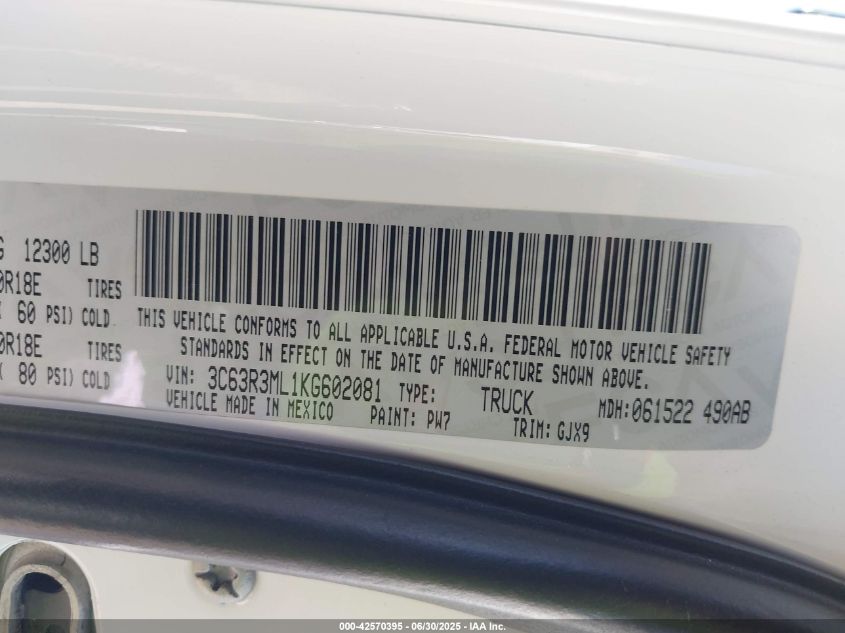 G 12300 LB
0R18E TIRES
( 60 PSI) COLD
0R18E TIRES
( 80 PSI) COLD
THIS VEHICLE CONFORMS TO ALL APPLICABLE U.S.A. FEDERAL MOTOR VEHICLE SAFETY
STANDARDS IN EFFECT ON THE DATE OF MANUFACTURE SHOWN ABOVE.
VIN: 3C63R3ML1KG602081 TYPE: TRUCK MDH:061522 490AB
VEHICLE MADE IN MEXICO PAINT: PW7 TRIM: GJX9
000-42570395 - 06/30/2025 - IAA Inc.